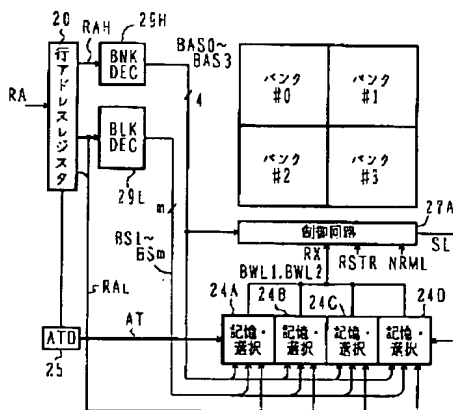 20
RAH
29H
BNK
DEC
BAS0~
BAS3
RA
行アドレスレジスタ
4
バンク
#0
バンク
#1
バンク
#2
バンク
#3
BLK
DEC
29L
m
BS1~
BSm
27A
制御回路
SL
RX
RSTR
NRML
BWL1,BWL2
24A
24B
24C
24D
RAL
AT
ATD
25
記憶・
選択
記憶・
選択
記憶・
選択
記憶・
選択